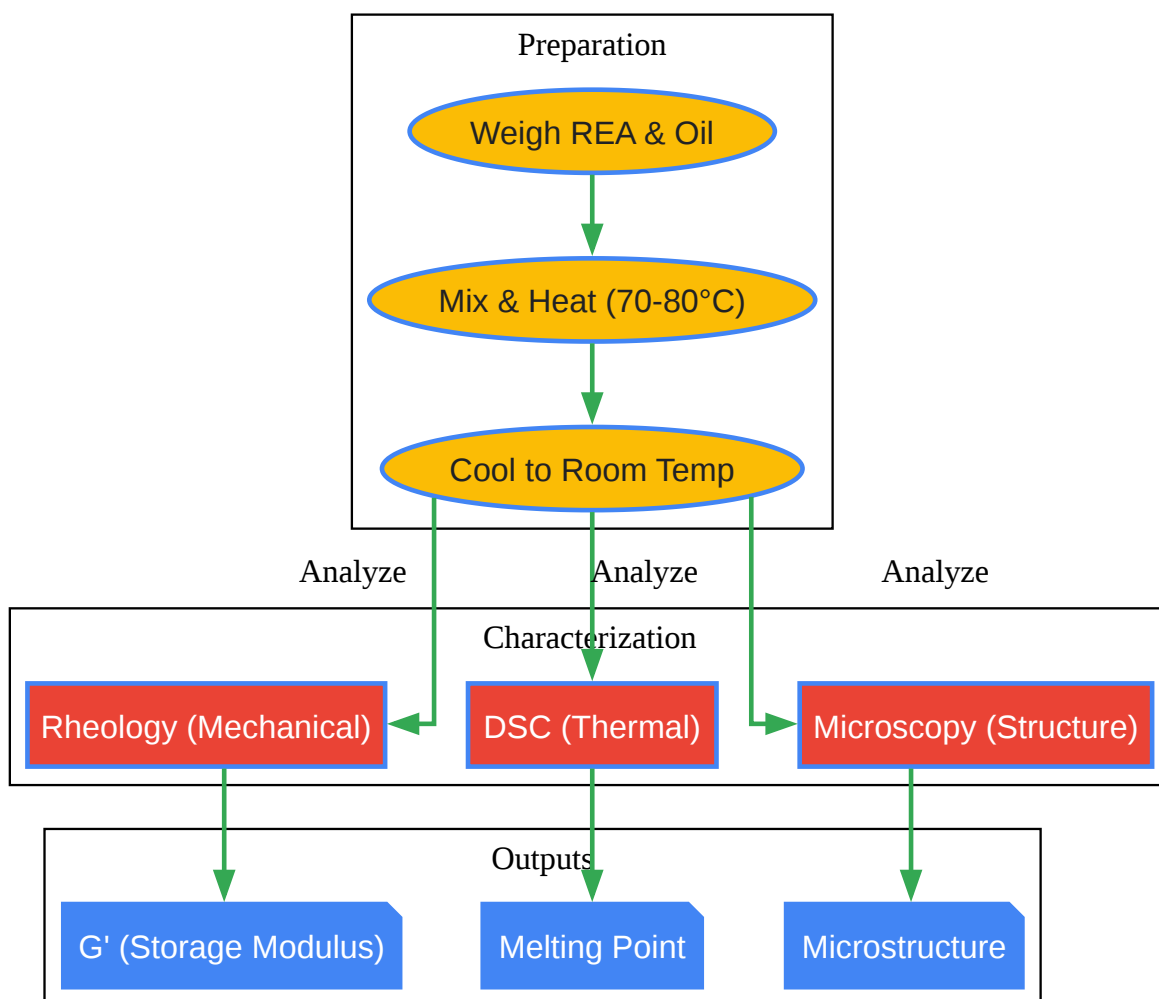 Preparation
Weigh REA & Oil
Mix & Heat (70-80°C)
Cool to Room Temp
Analyze
Analyze
Analyze
Characterization
Rheology (Mechanical)
DSC (Thermal)
Microscopy (Structure)
Outputs
G' (Storage Modulus)
Melting Point
Microstructure